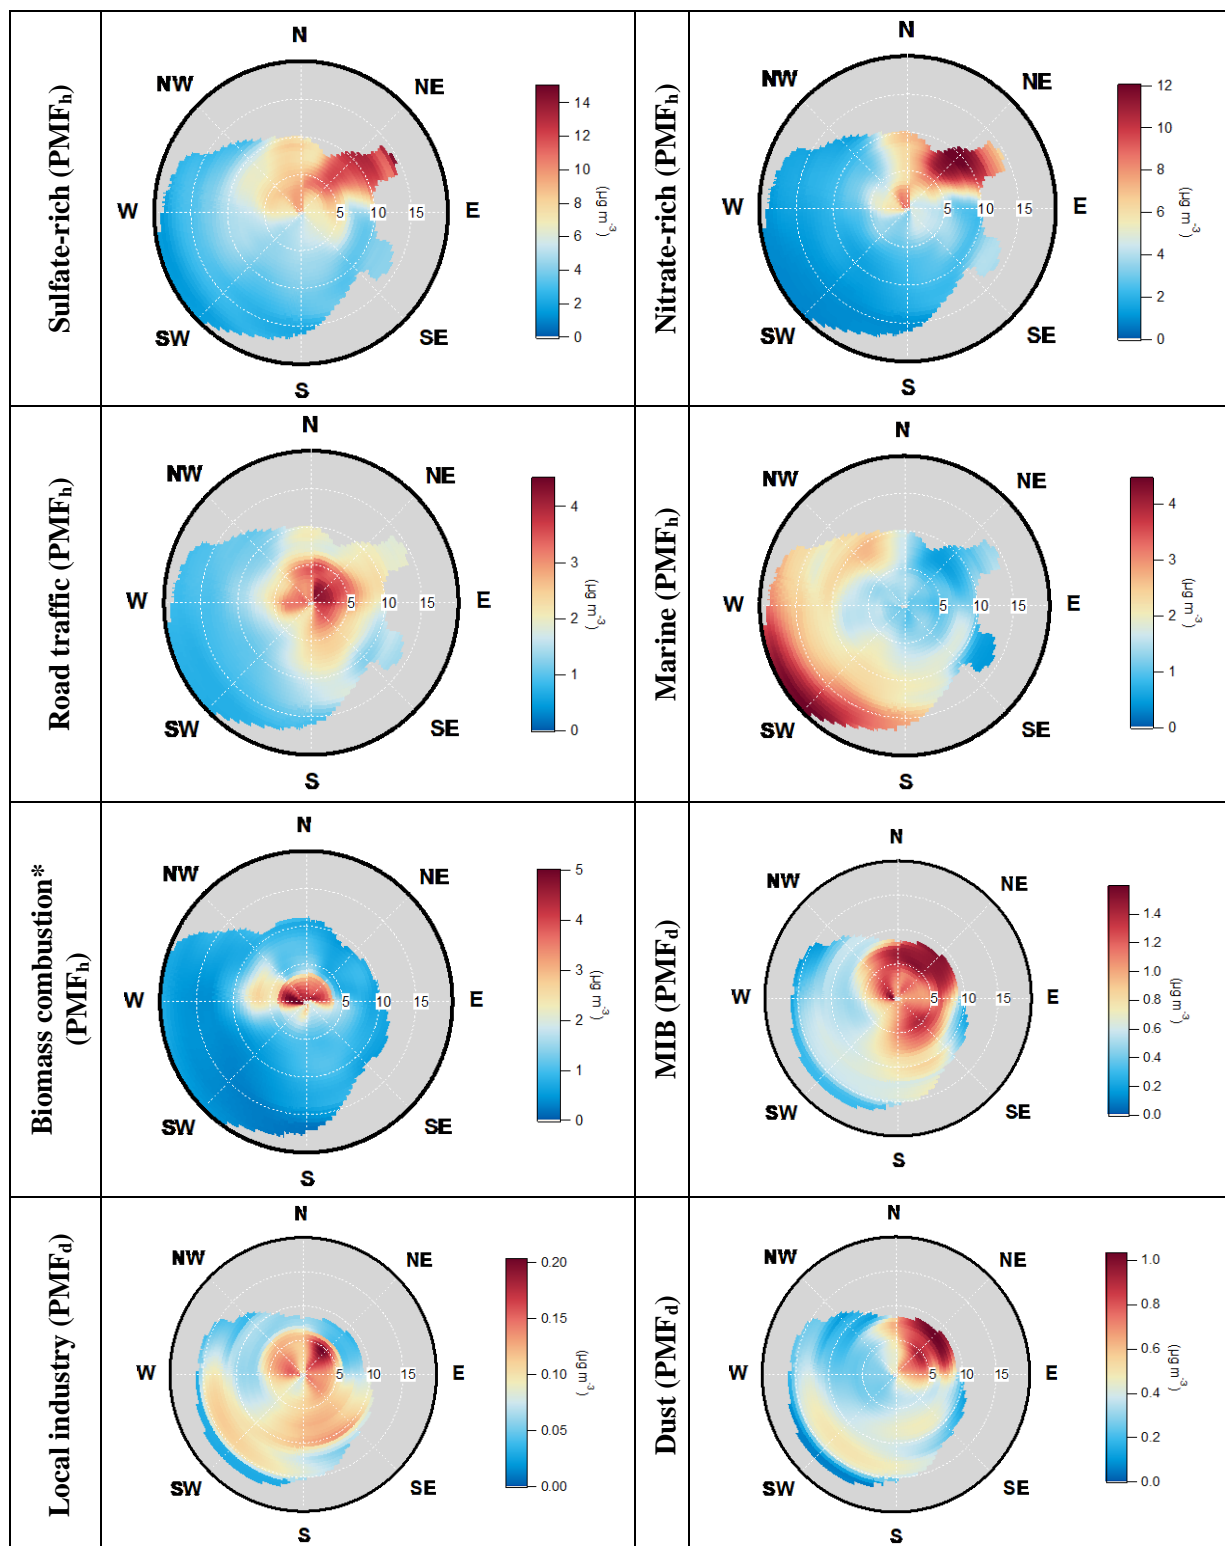 Sulfate-rich (PMFh)
N
NW
NE
W
E
SW
SE
S
5
10
15
14
12
10
8
6
4
2
0
(µg m-3)
Nitrate-rich (PMFh)
N
NW
NE
W
E
SW
SE
S
5
10
15
12
10
8
6
4
2
0
(µg m-3)
Road traffic (PMFh)
N
NW
NE
W
E
SW
SE
S
5
10
15
4
3
2
1
0
(µg m-3)
Marine (PMFh)
N
NW
NE
W
E
SW
SE
S
5
10
15
4
3
2
1
0
(µg m-3)
Biomass combustion*
(PMFh)
N
NW
NE
W
E
SW
SE
S
5
10
15
5
4
3
2
1
0
(µg m-3)
MIB (PMFd)
N
NW
NE
W
E
SW
SE
S
5
10
15
1.4
1.2
1.0
0.8
0.6
0.4
0.2
0.0
(µg m-3)
Local industry (PMFd)
N
NW
NE
W
E
SW
SE
S
5
10
15
0.20
0.15
0.10
0.05
0.00
(µg m-3)
Dust (PMFd)
N
NW
NE
W
E
SW
SE
S
5
10
15
1.0
0.8
0.6
0.4
0.2
0.0
(µg m-3)